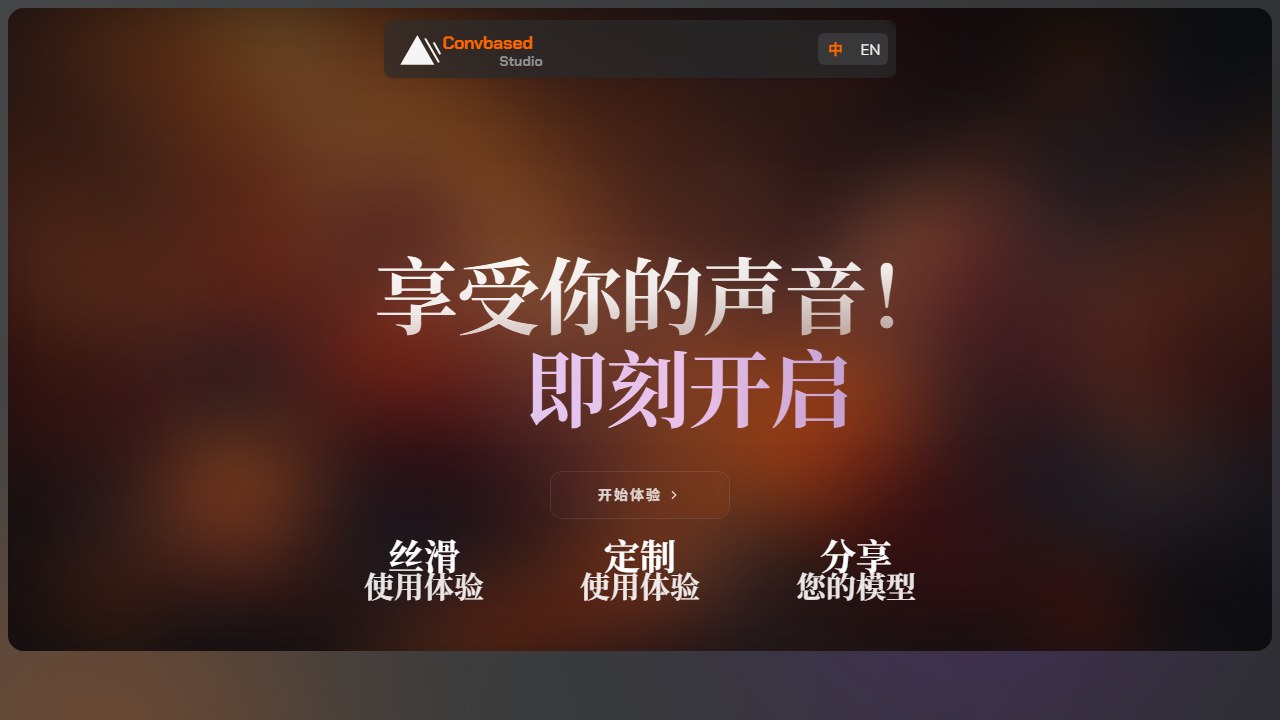 Convbased
Studio
中 EN
享受你的声音！
即刻开启
开始体验 >
丝滑
使用体验
定制
使用体验
分享
您的模型